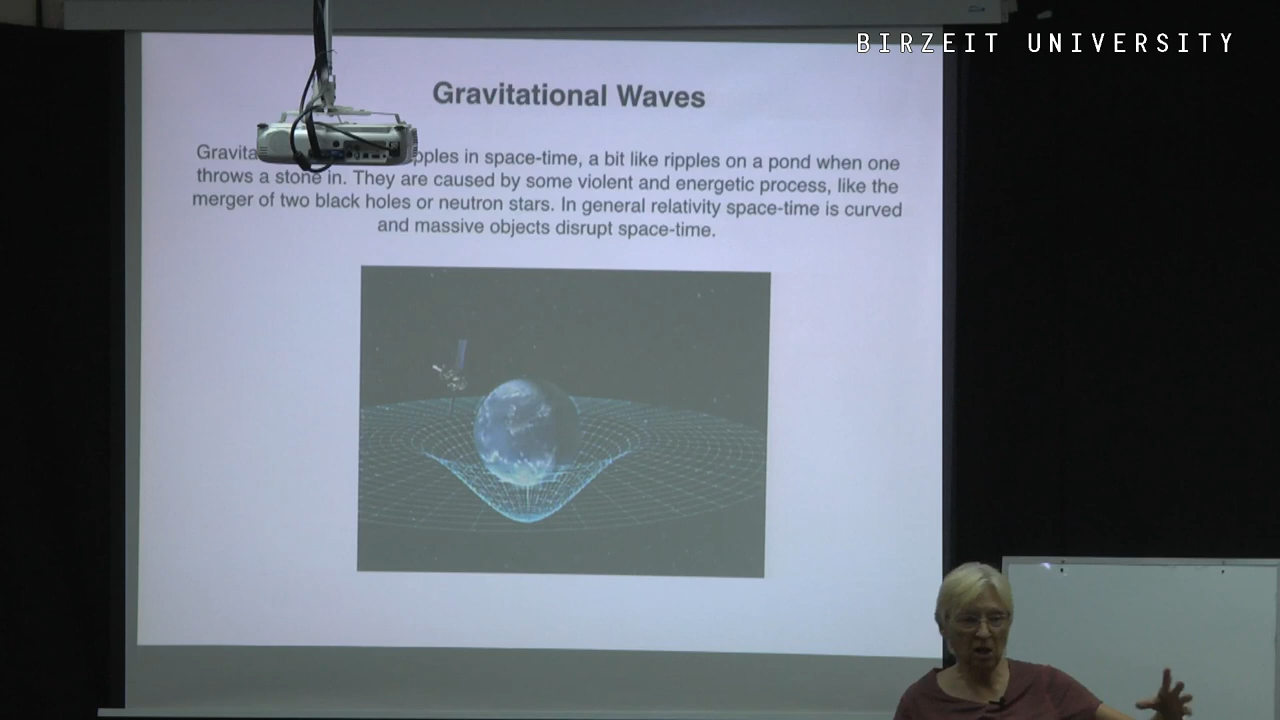 BIRZEIT UNIVERSITY
Gravitational Waves
ripples in space-time, a bit like ripples on a pond when one
throws a stone in. They are caused by some violent and energetic process, like the
merger of two black holes or neutron stars. In general relativity space-time is curved
and massive objects disrupt space-time.